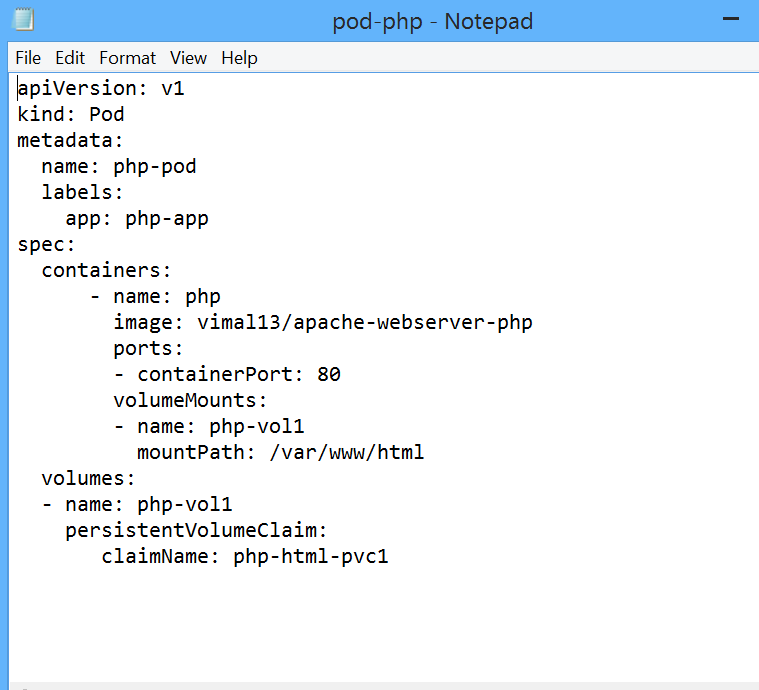 pod-php - Notepad
File Edit Format View Help
apiVersion: v1
kind: Pod
metadata:
  name: php-pod
  labels:
    app: php-app
spec:
  containers:
      - name: php
        image: vimal13/apache-webserver-php
        ports:
        - containerPort: 80
        volumeMounts:
        - name: php-vol1
          mountPath: /var/www/html
  volumes:
  - name: php-vol1
    persistentVolumeClaim:
       claimName: php-html-pvc1